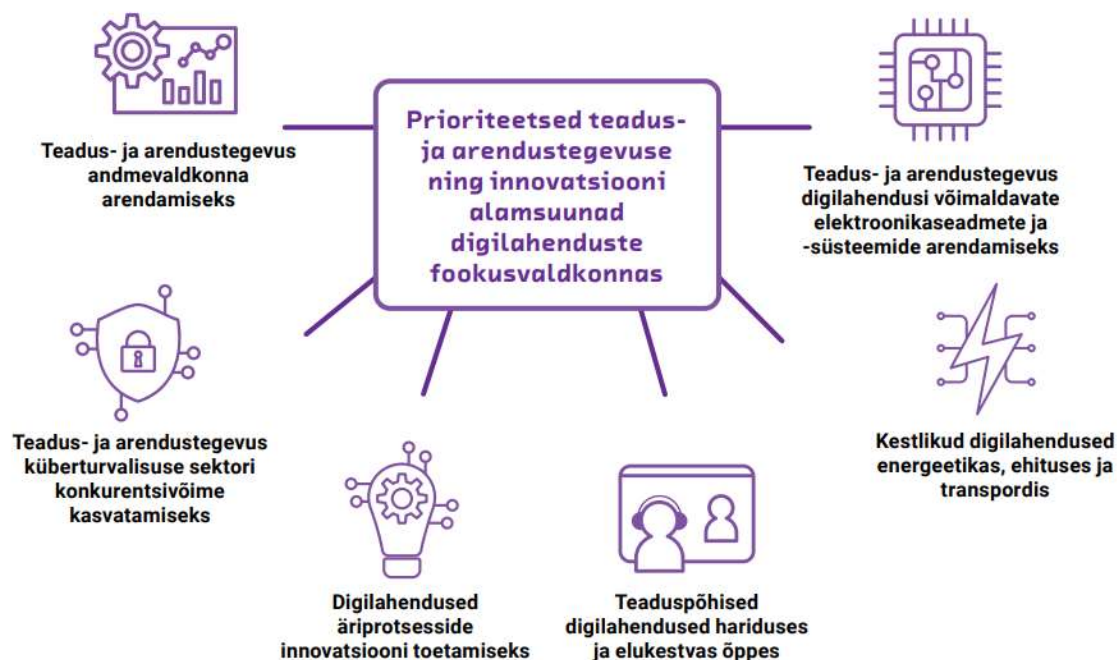 Prioriteetsed teadus-
ja arendustegevuse
ning innovatsiooni
alamsuunad
digilahenduste
fookusvaldkonnas
Teadus- ja arendustegevus
andmevaldkonna
arendamiseks
Teadus- ja arendustegevus
digilahendusi võimaldavate
elektroonikaseadmete ja
-süsteemide arendamiseks
Teadus- ja arendustegevus
küberturvalisuse sektori
konkurentsivõime
kasvatamiseks
Kestlikud digilahendused
energeetikas, ehituses ja
transpordis
Digilahendused
äriprotsesside
innovatsiooni toetamiseks
Teaduspõhised
digilahendused hariduses
ja elukestvas õppes